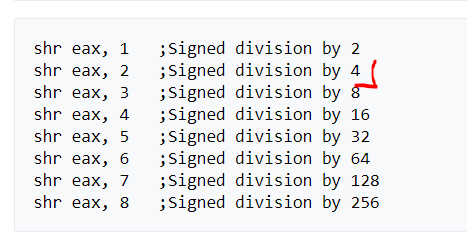 shr eax, 1   ;Signed division by 2
shr eax, 2   ;Signed division by 4
shr eax, 3   ;Signed division by 8
shr eax, 4   ;Signed division by 16
shr eax, 5   ;Signed division by 32
shr eax, 6   ;Signed division by 64
shr eax, 7   ;Signed division by 128
shr eax, 8   ;Signed division by 256